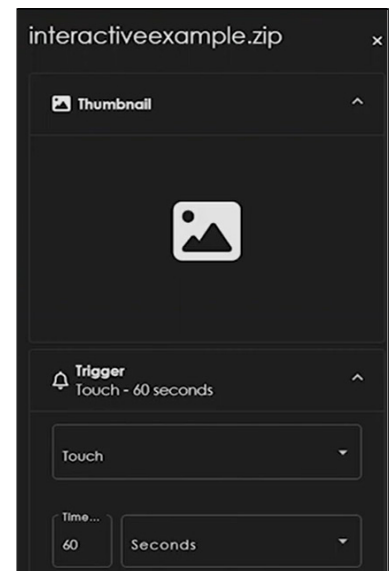 interactiveexample.zip ×
Thumbnail
Trigger
Touch - 60 seconds
Touch
Time...
60 Seconds